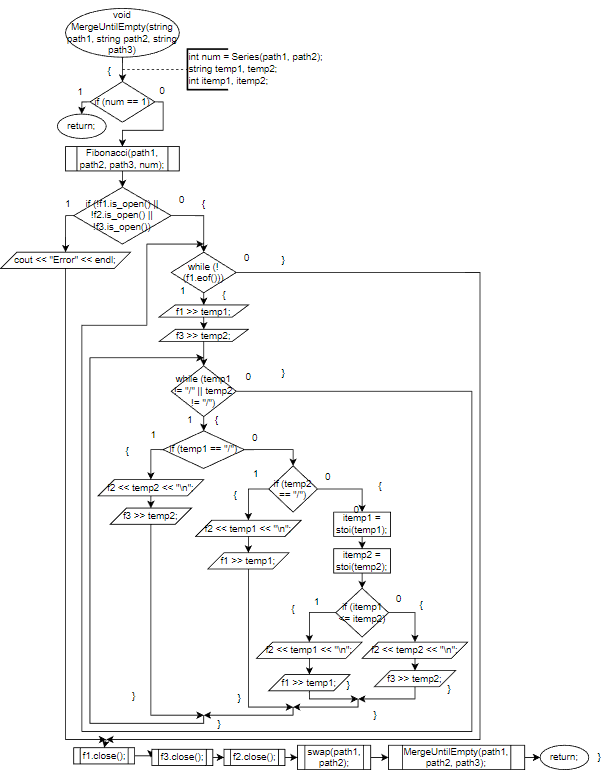 void
MergeUntilEmpty(string
path1, string path2, string
path3)
int num = Series(path1, path2);
string temp1, temp2;
int itemp1, itemp2;
{
1
if (num == 1)
0
return;
Fibonacci(path1,
path2, path3, num);
1
if (!f1.is_open() ||
!f2.is_open() ||
!f3.is_open())
0
{
cout << "Error" << endl;
while (!
(f1.eof()))
0
}
1
{
f1 >> temp1;
f3 >> temp2;
while (temp1
!= "/" || temp2
!= "/")
0
}
1
{
1
if (temp1 == "/")
0
{
f2 << temp2 << "\n";
f3 >> temp2;
1
if (temp2
== "/")
0
{
{
f2 << temp1 << "\n";
f1 >> temp1;
0
itemp1 =
stoi(temp1);
itemp2 =
stoi(temp2);
1
if (itemp1
<= itemp2)
0
{
{
f2 << temp1 << "\n";
f2 << temp2 << "\n";
f1 >> temp1;
}
f3 >> temp2;
}
}
}
}
}
f1.close();
f3.close();
f2.close();
swap(path1,
path2);
MergeUntilEmpty(path1,
path2, path3);
return;
}